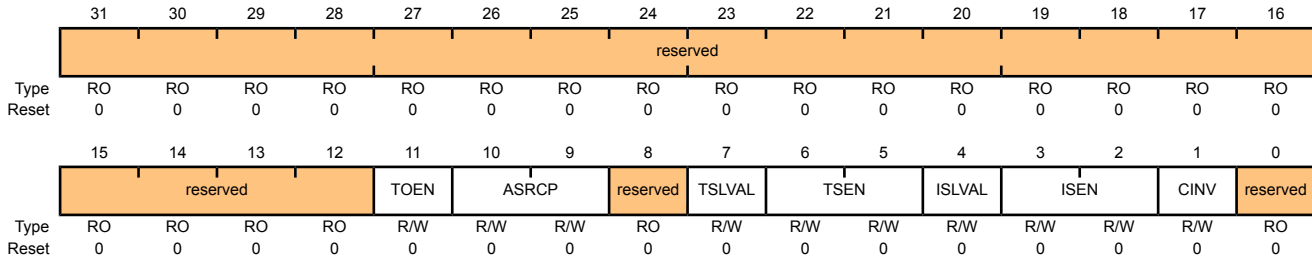 31 30 29 28 27 26 25 24 23 22 21 20 19 18 17 16
reserved
Type RO RO RO RO RO RO RO RO RO RO RO RO RO RO RO RO
Reset 0 0 0 0 0 0 0 0 0 0 0 0 0 0 0 0
15 14 13 12 11 10 9 8 7 6 5 4 3 2 1 0
reserved TOEN ASRCP reserved TSLVAL TSEN ISLVAL ISEN CINV reserved
Type RO RO RO RO R/W R/W R/W RO R/W R/W R/W R/W R/W R/W R/W RO
Reset 0 0 0 0 0 0 0 0 0 0 0 0 0 0 0 0